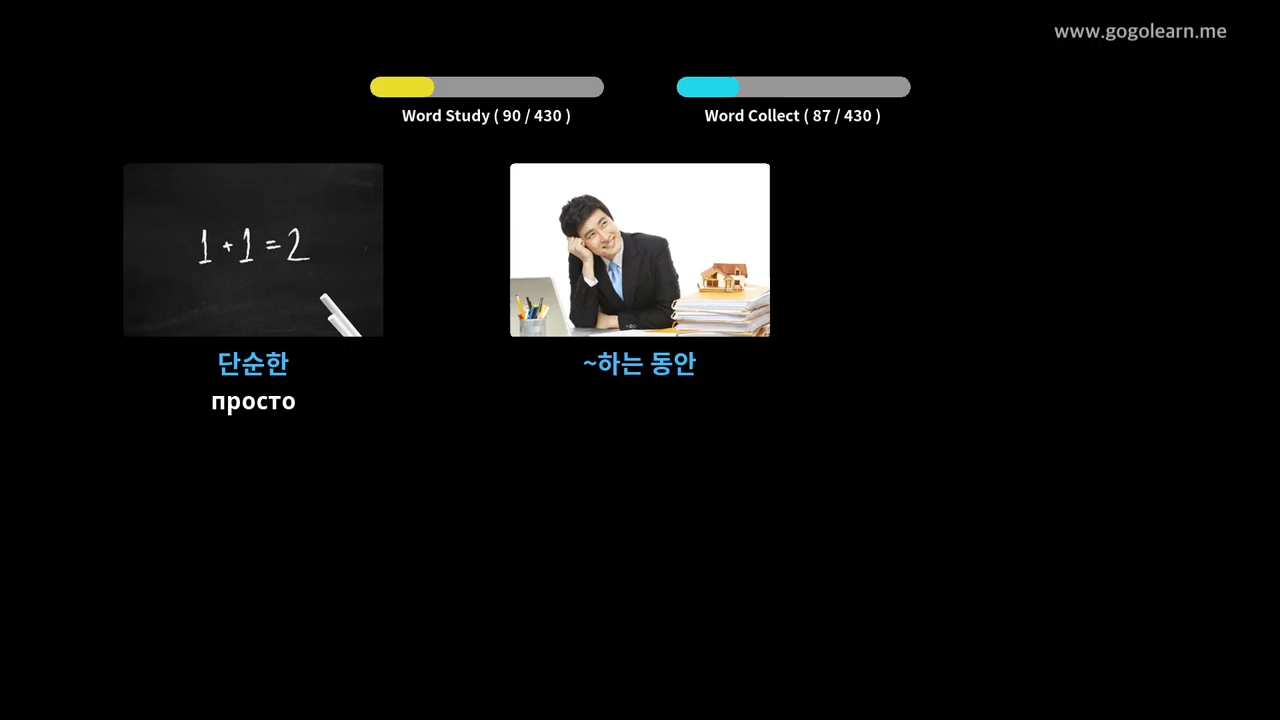 www.gogolearn.me
Word Study ( 90 / 430 )
Word Collect ( 87 / 430 )
1 + 1 = 2
단순한
~하는 동안
просто